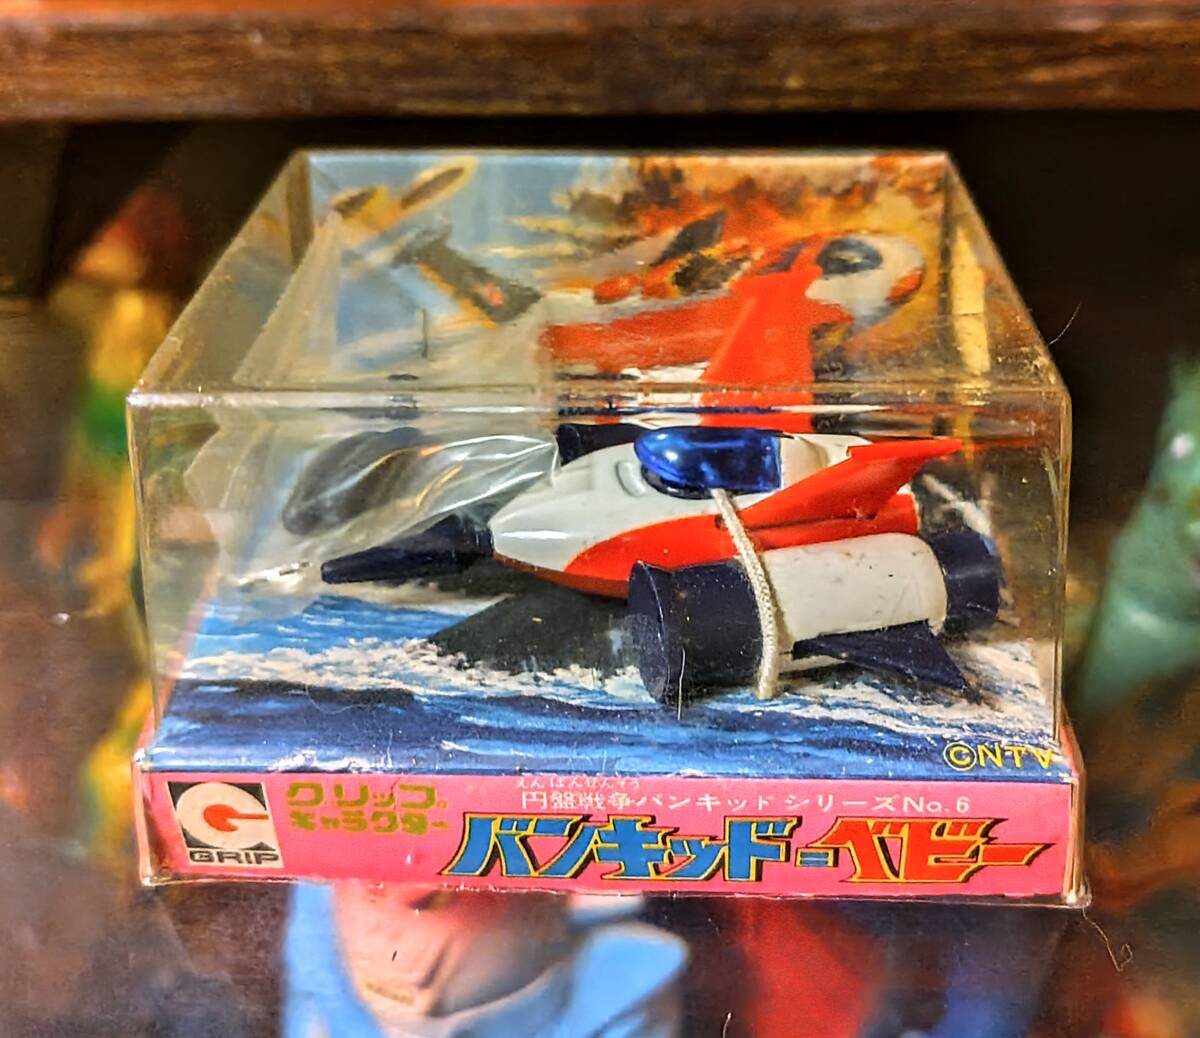 ©NTV
GRIP
グリップ
キャラクター
えんばんせんそう
円盤戦争バンキッドシリーズNo.6
バンキッド=ベビー